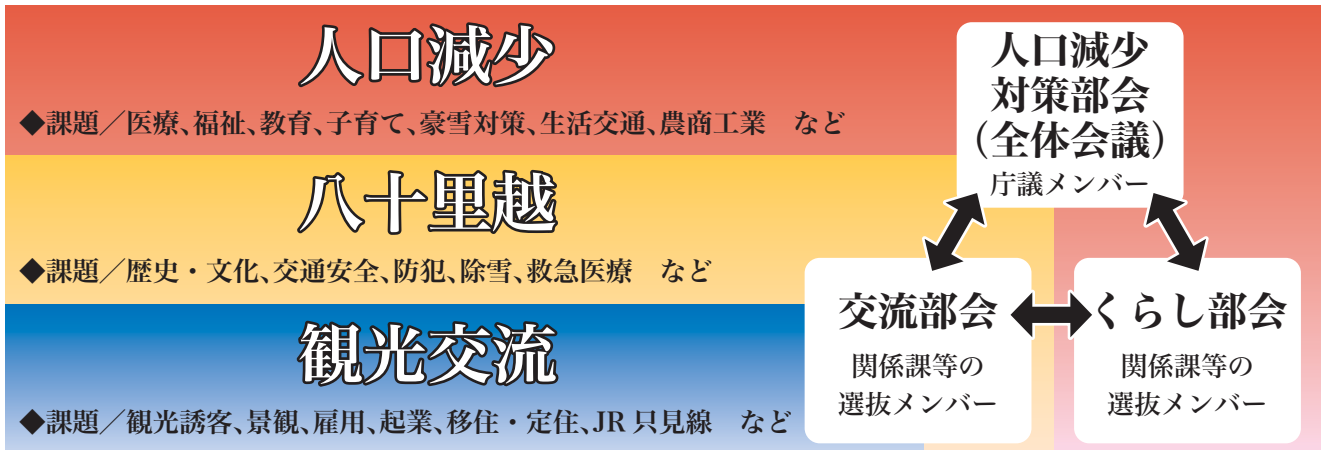 人口減少
◆課題／医療、福祉、教育、子育て、豪雪対策、生活交通、農商工業　など
八十里越
◆課題／歴史・文化、交通安全、防犯、除雪、救急医療　など
観光交流
◆課題／観光誘客、景観、雇用、起業、移住・定住、JR 只見線　など
人口減少
対策部会
（全体会議）
庁議メンバー
交流部会
関係課等の
選抜メンバー
くらし部会
関係課等の
選抜メンバー